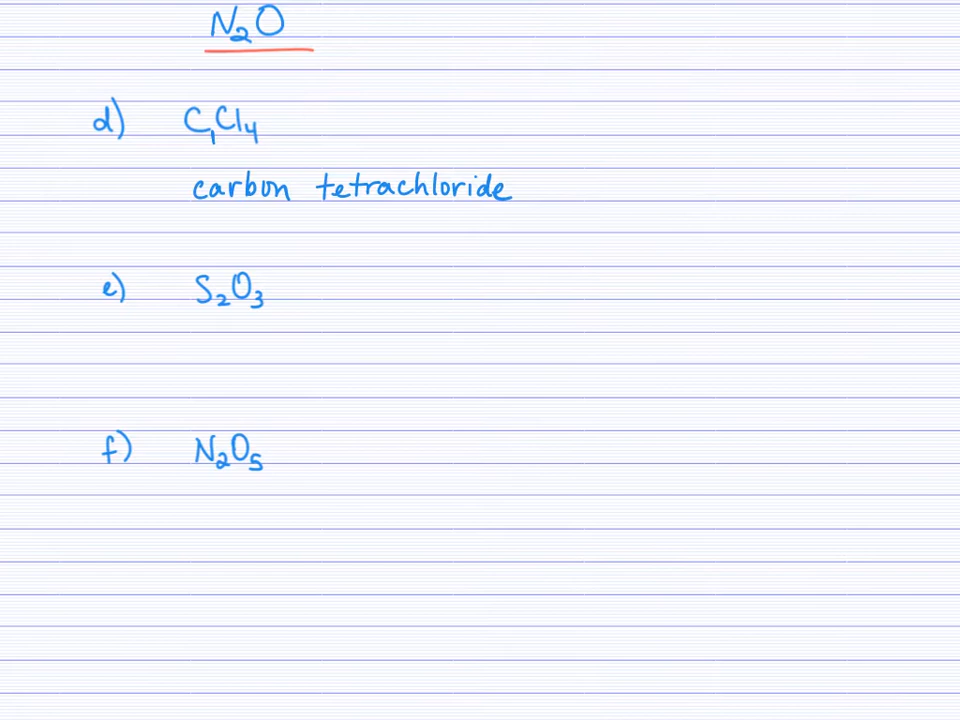 N₂O
d) C₁Cl₄
carbon tetrachloride
e) S₂O₃
f) N₂O₅